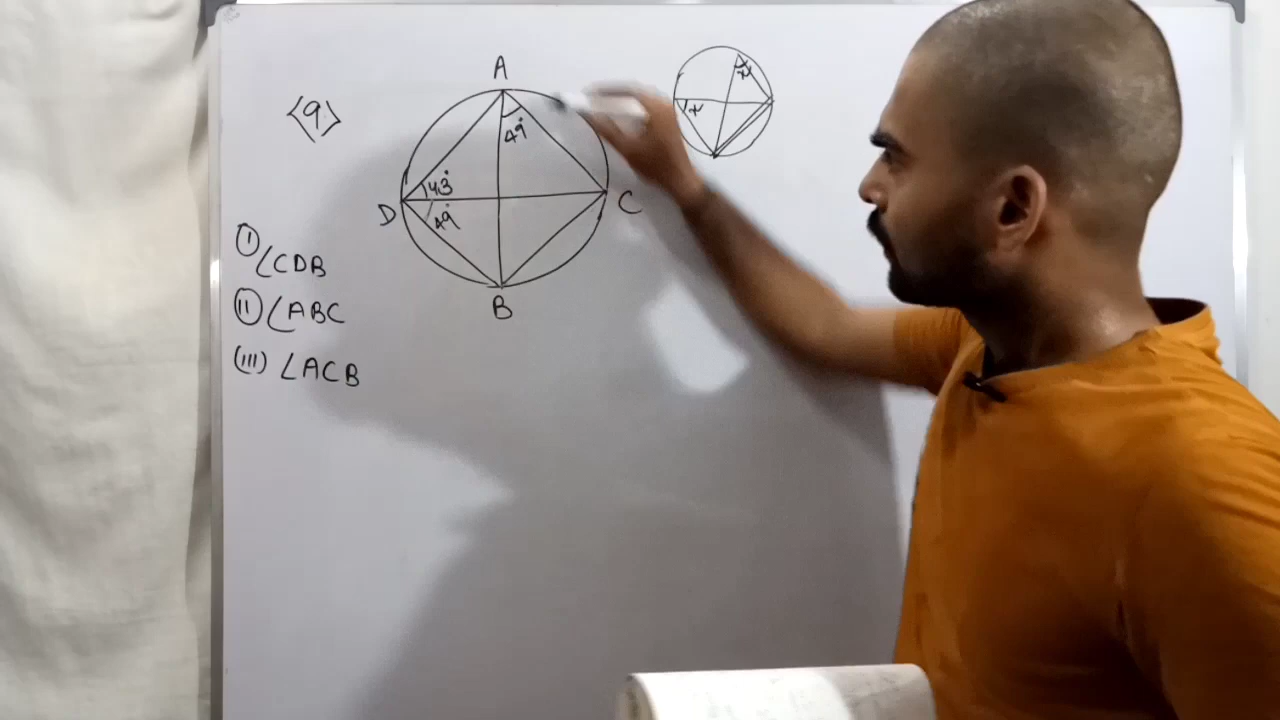 <9>
A
49°
43°
D
C
49°
B
x
x
(i) ∠CDB
(ii) ∠ABC
(iii) ∠ACB